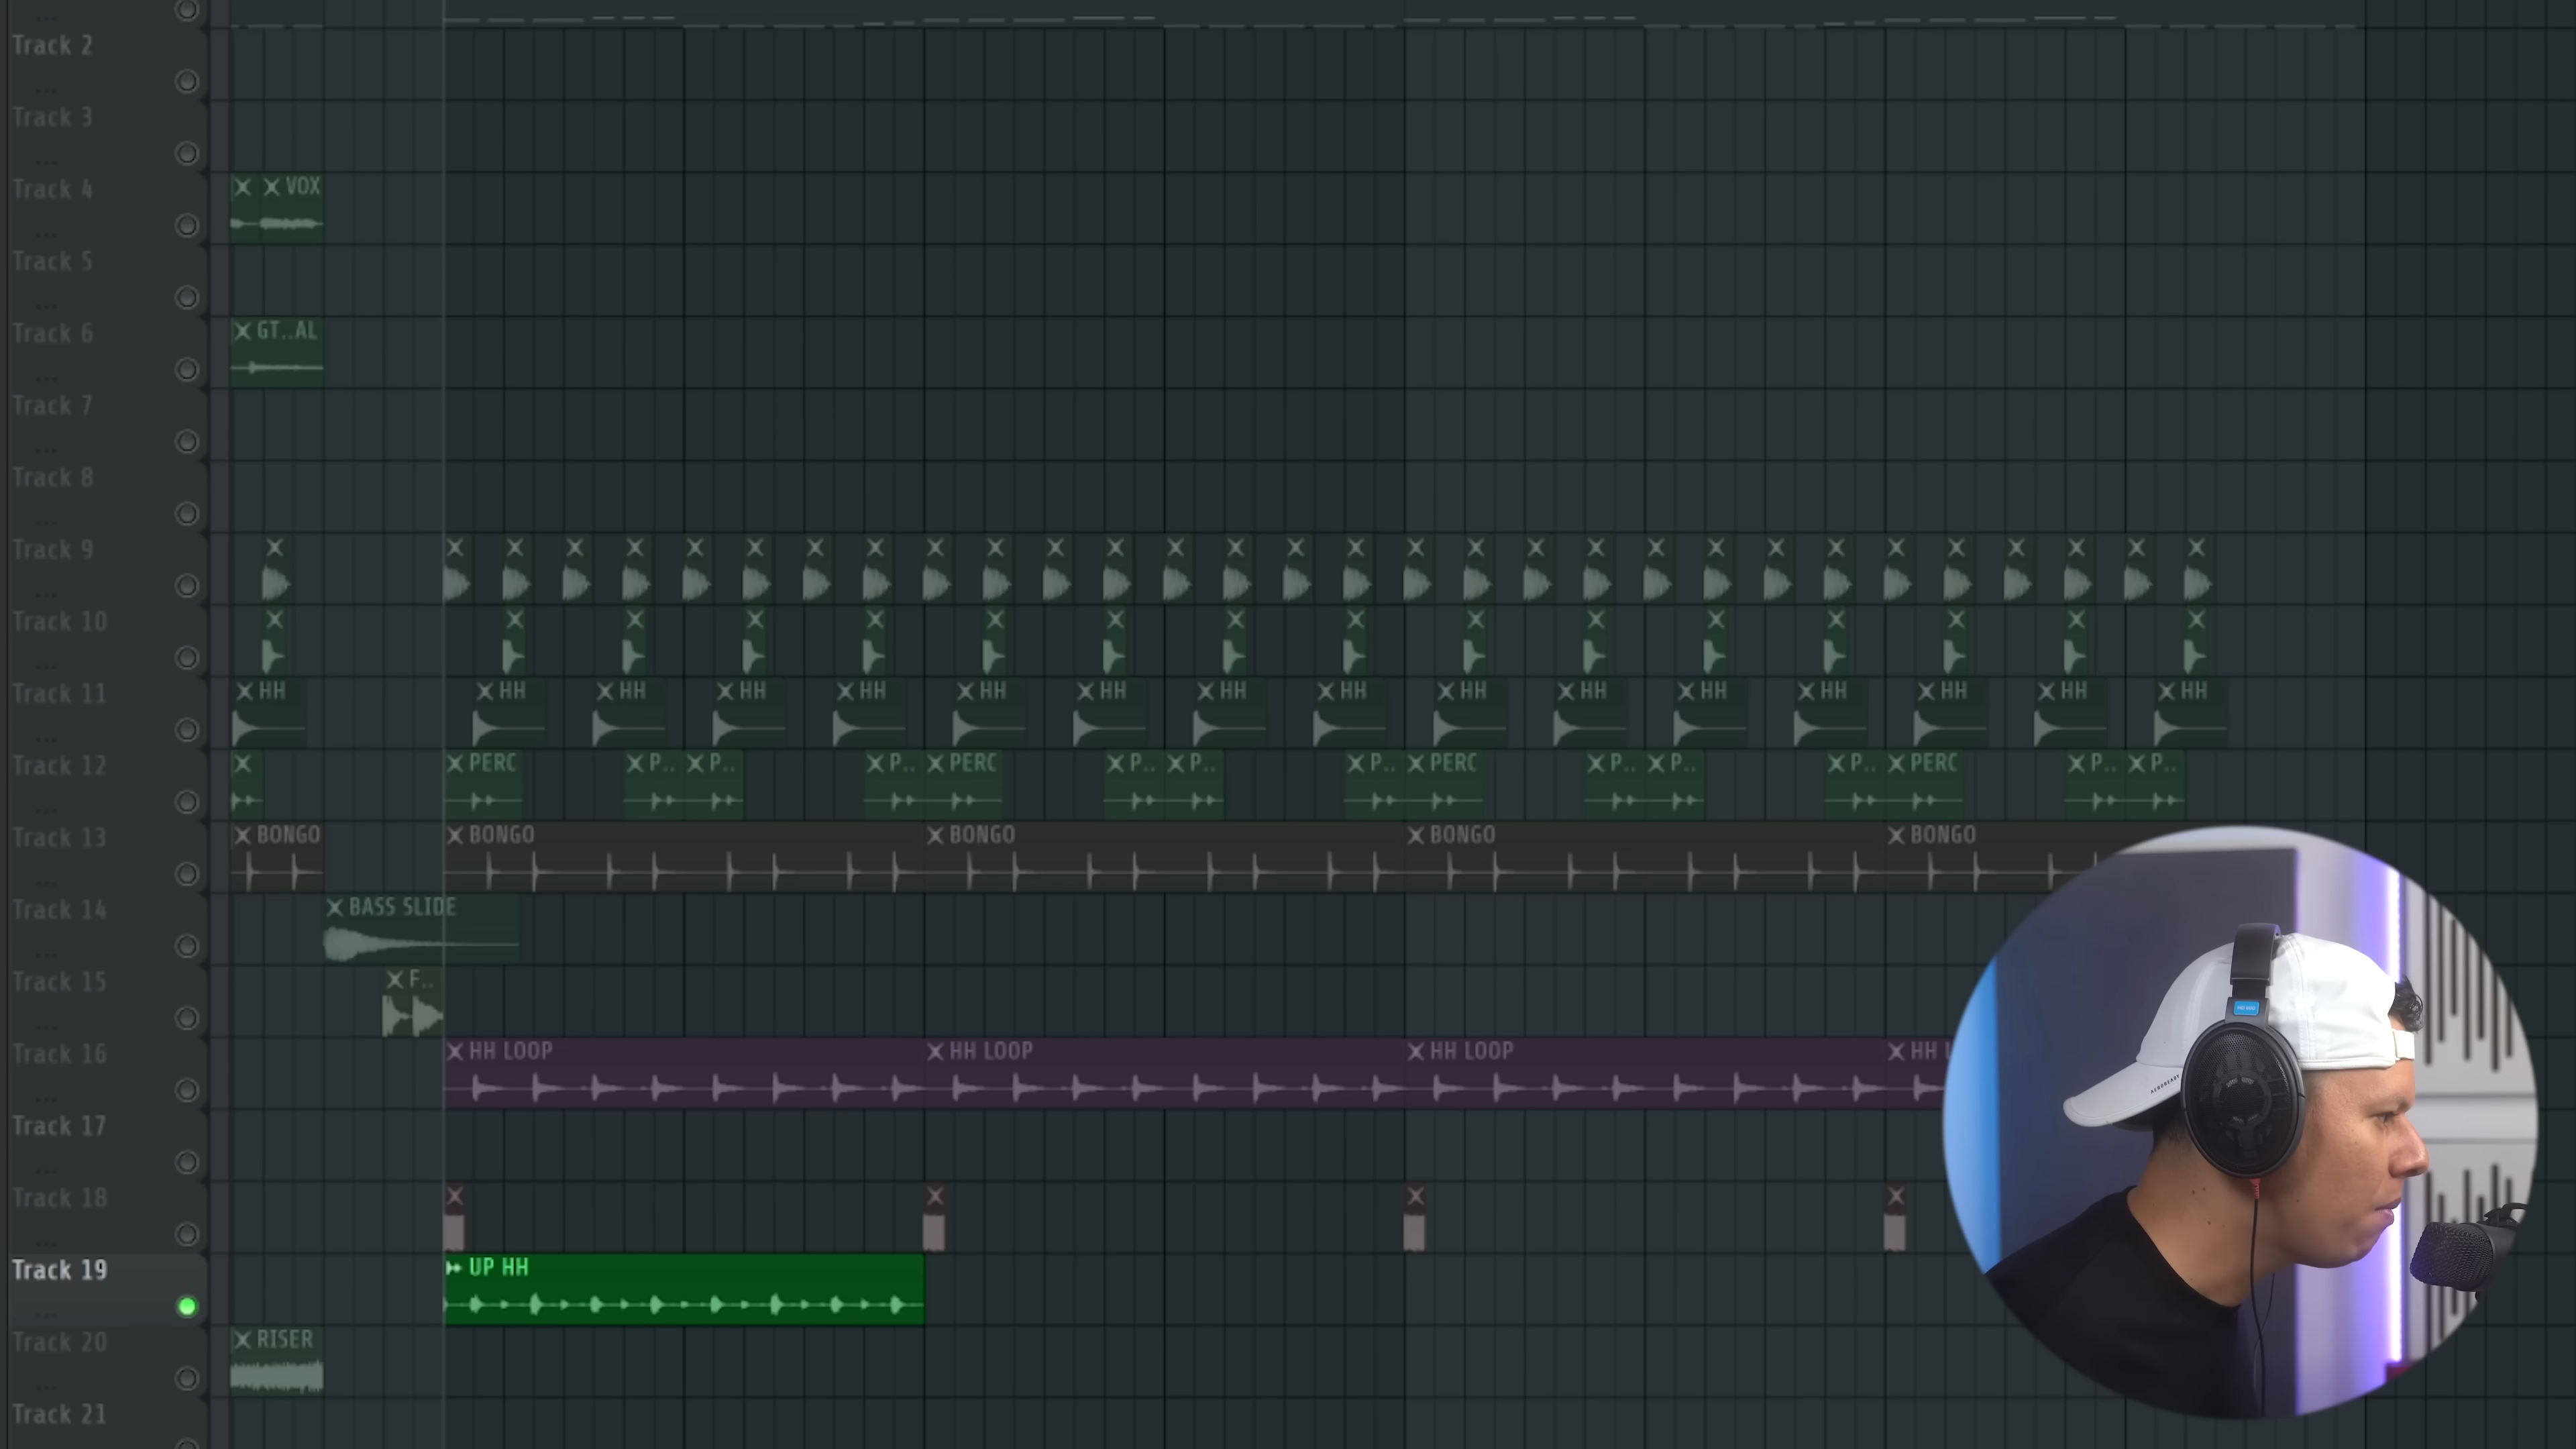 Track 2
Track 3
Track 4 VOX
Track 5
Track 6 GT..AL
Track 7
Track 8
Track 9
Track 10
Track 11 HH HH HH HH HH HH HH HH HH HH HH HH HH HH HH HH
Track 12 PERC P.. P.. P.. PERC P.. P.. P.. PERC P.. P.. P.. PERC P.. P..
Track 13 BONGO BONGO BONGO BONGO BONGO
Track 14 BASS SLIDE
Track 15 F..
Track 16 HH LOOP HH LOOP HH LOOP HH
Track 17
Track 18
Track 19 UP HH
Track 20 RISER
Track 21